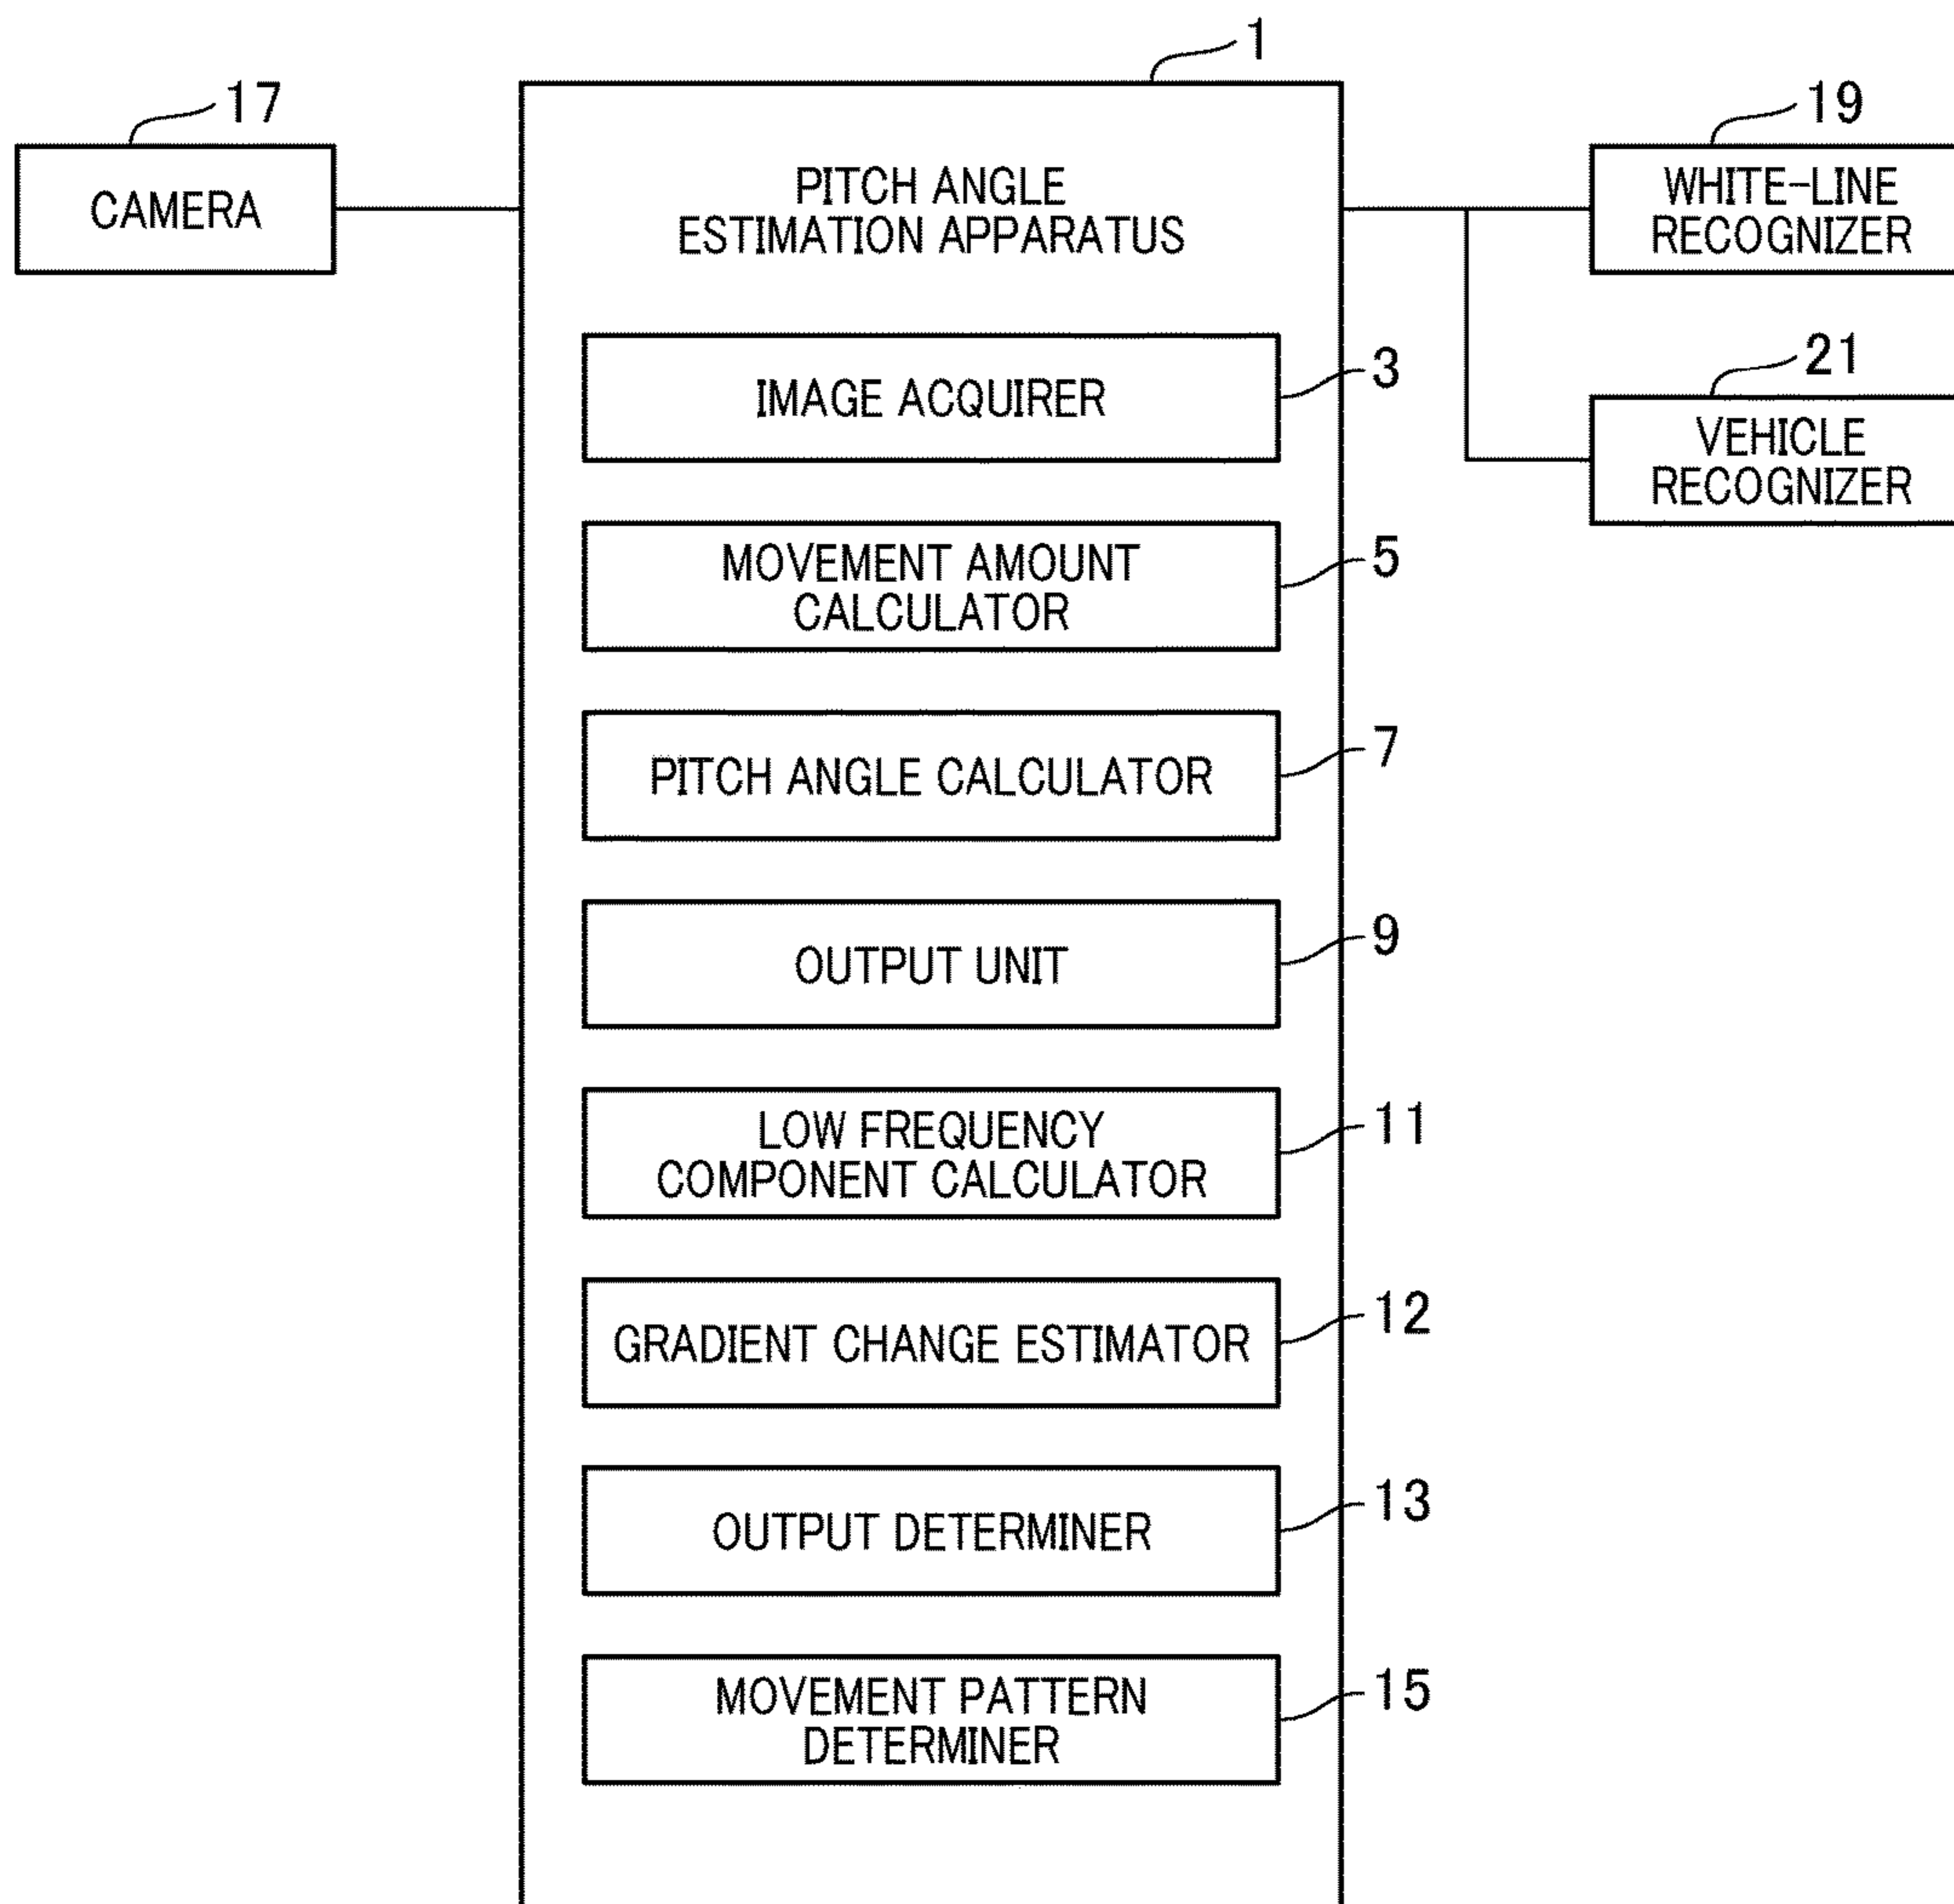 1
17
CAMERA
PITCH ANGLE
ESTIMATION APPARATUS
19
WHITE-LINE
RECOGNIZER
21
VEHICLE
RECOGNIZER
IMAGE ACQUIRER
3
MOVEMENT AMOUNT
CALCULATOR
5
PITCH ANGLE CALCULATOR
7
OUTPUT UNIT
9
LOW FREQUENCY
COMPONENT CALCULATOR
11
GRADIENT CHANGE ESTIMATOR
12
OUTPUT DETERMINER
13
MOVEMENT PATTERN
DETERMINER
15